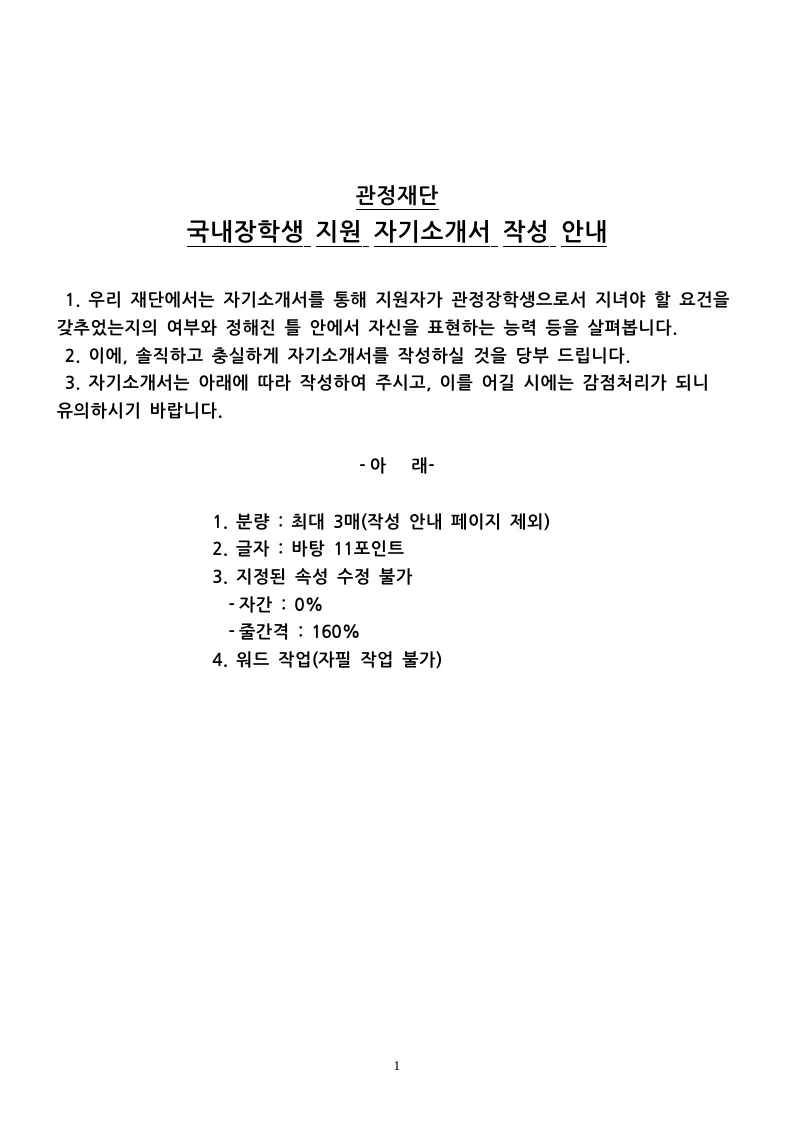 관정재단
국내장학생 지원 자기소개서 작성 안내
1. 우리 재단에서는 자기소개서를 통해 지원자가 관정장학생으로서 지녀야 할 요건을
갖추었는지의 여부와 정해진 틀 안에서 자신을 표현하는 능력 등을 살펴봅니다.
2. 이에, 솔직하고 충실하게 자기소개서를 작성하실 것을 당부 드립니다.
3. 자기소개서는 아래에 따라 작성하여 주시고, 이를 어길 시에는 감점처리가 되니
유의하시기 바랍니다.
-아 래-
1. 분량 : 최대 3매(작성 안내 페이지 제외)
2. 글자 : 바탕 11포인트
3. 지정된 속성 수정 불가
-자간 : 0%
-줄간격 : 160%
4. 워드 작업(자필 작업 불가)
1